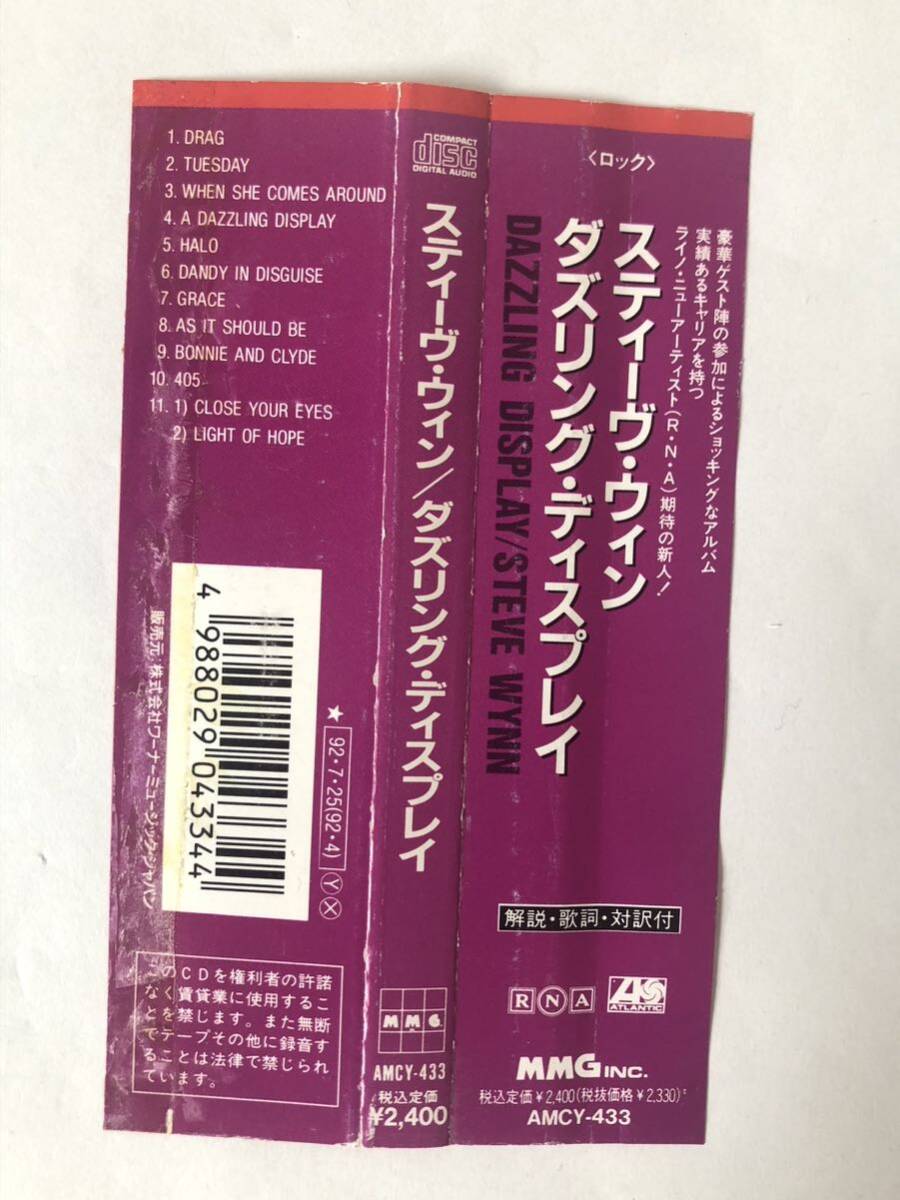 1. DRAG
2. TUESDAY
3. WHEN SHE COMES AROUND
4. A DAZZLING DISPLAY
5. HALO
6. DANDY IN DISGUISE
7. GRACE
8. AS IT SHOULD BE
9. BONNIE AND CLYDE
10. 405
11. 1) CLOSE YOUR EYES
2) LIGHT OF HOPE
4 988029 043344
販売元:株式会社ワーナーミュージック・ジャパン
★ 92・7・25(92・4) Ⓨ Ⓧ
このCDを権利者の許諾
なく賃貸業に使用するこ
とを禁じます。また無断
でテープその他に録音す
ることは法律で禁じられ
ています。
COMPACT
disc
DIGITAL AUDIO
スティーヴ・ウィン/ダズリング・ディスプレイ
M M G.
AMCY-433
税込定価
¥2,400
〈ロック〉
豪華ゲスト陣の参加によるショッキングなアルバム
実績あるキャリアを持つ
ライノ・ニューアーティスト(R・N・A)期待の新人!
スティーヴ・ウィン
ダズリング・ディスプレイ
DAZZLING DISPLAY/STEVE WYNN
解説・歌詞・対訳付
R N A
ATLANTIC
MMG INC.
税込定価¥2,400(税抜価格¥2,330)
AMCY-433